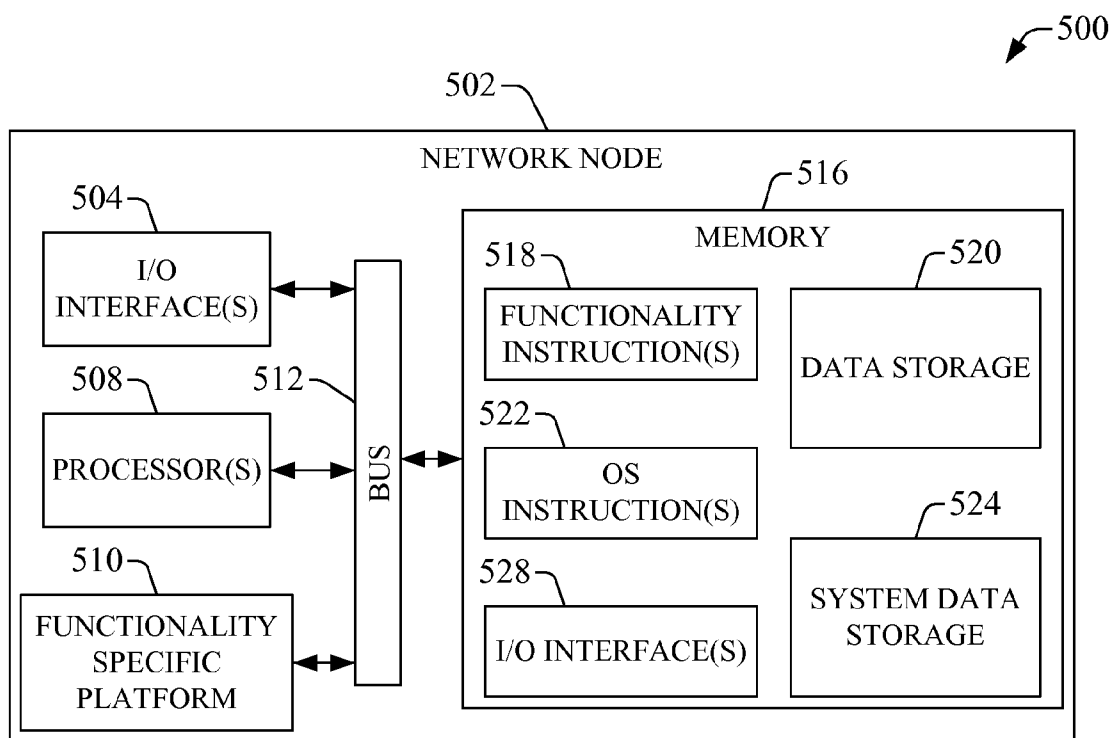 500
502
NETWORK NODE
504
I/O
INTERFACE(S)
508
PROCESSOR(S)
510
FUNCTIONALITY
SPECIFIC
PLATFORM
512
BUS
516
MEMORY
518
FUNCTIONALITY
INSTRUCTION(S)
520
DATA STORAGE
522
OS
INSTRUCTION(S)
524
SYSTEM DATA
STORAGE
528
I/O INTERFACE(S)